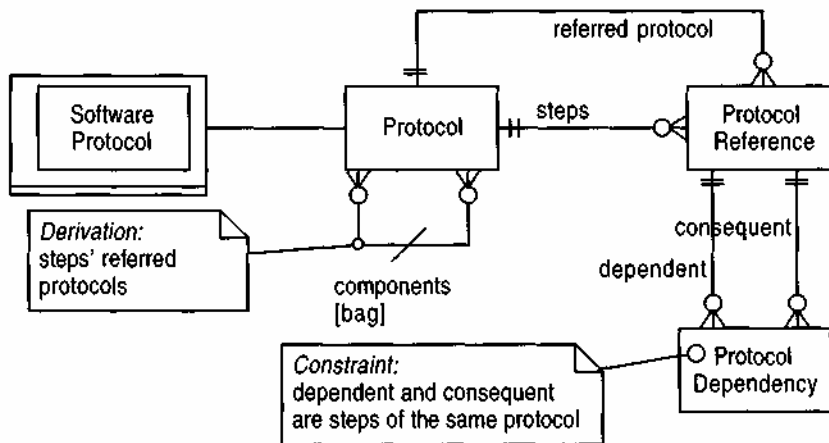 referred protocol
Software
Protocol
Protocol
steps
Protocol
Reference
Derivation:
steps' referred
protocols
components
[bag]
consequent
dependent
Constraint:
dependent and consequent
are steps of the same protocol
Protocol
Dependency